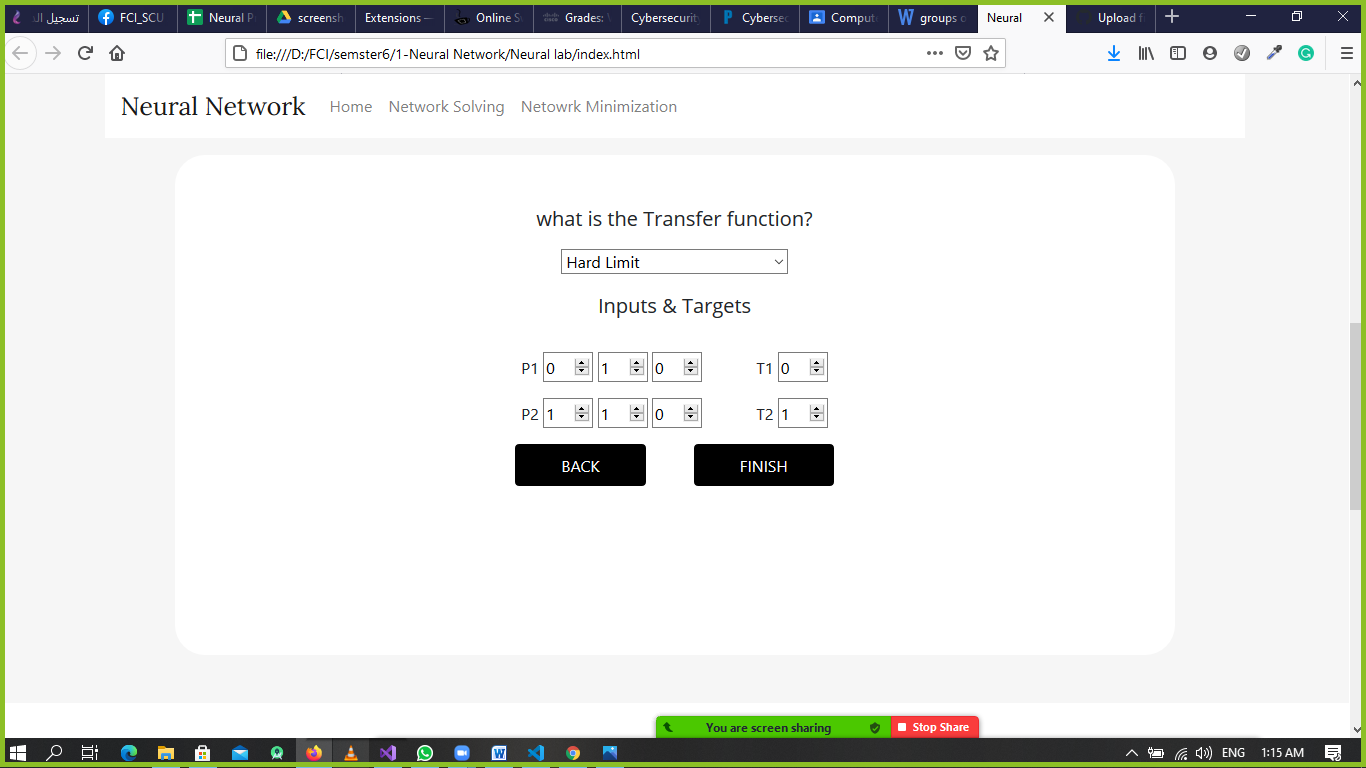 تسجيل ال FCI_SCU Neural P screensh Extensions — Online S Grades: Cybersecurity Cybersec Comput groups o Neural Upload f
file:///D:/FCI/semster6/1-Neural Network/Neural lab/index.html
Neural Network Home Network Solving Netowrk Minimization
what is the Transfer function?
Hard Limit
Inputs & Targets
P1 0 1 0 T1 0
P2 1 1 0 T2 1
BACK FINISH
You are screen sharing Stop Share
ENG 1:15 AM